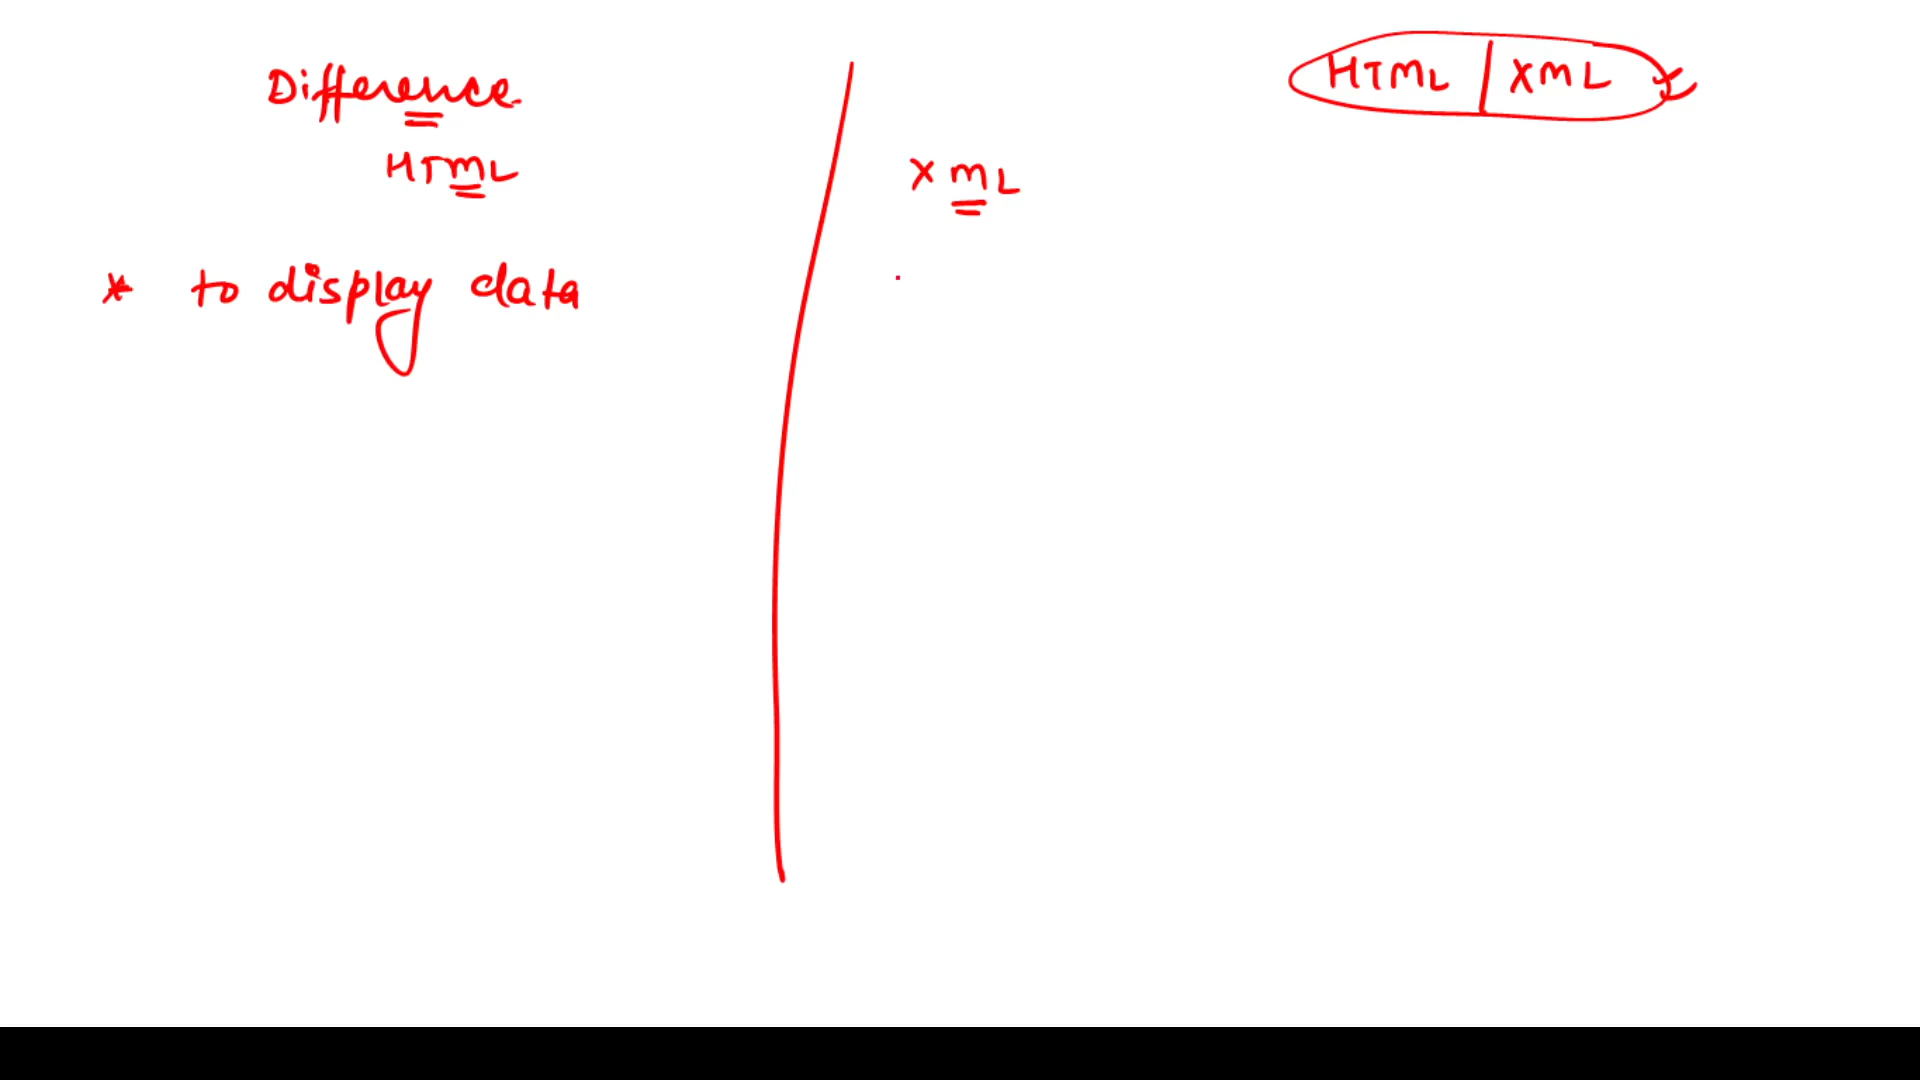 Difference
HTML | XML
HTML
XML
* to display data